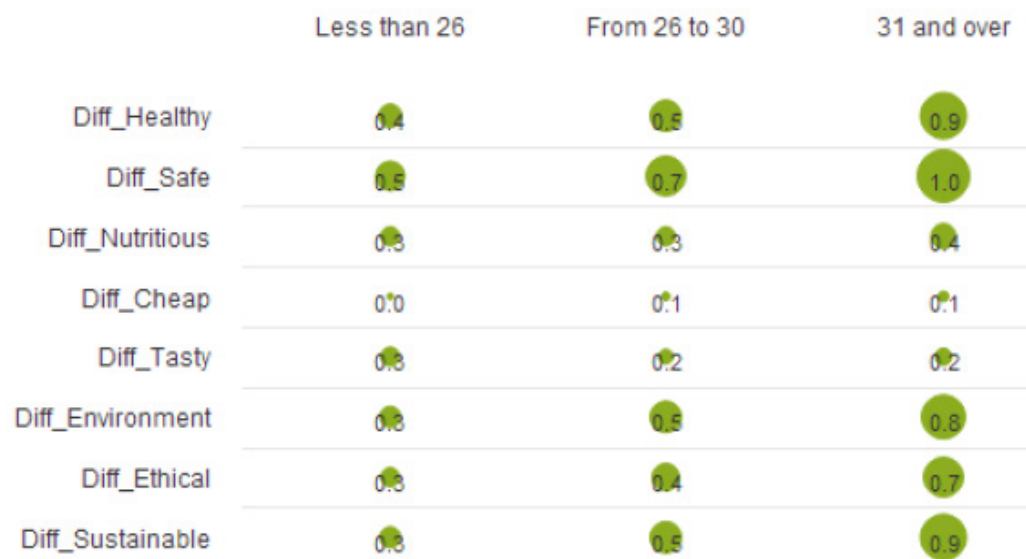 Less than 26 From 26 to 30 31 and over
Diff_Healthy 0.4 0.5 0.9
Diff_Safe 0.5 0.7 1.0
Diff_Nutritious 0.3 0.3 0.4
Diff_Cheap 0.0 0.1 0.1
Diff_Tasty 0.3 0.2 0.2
Diff_Environment 0.3 0.5 0.8
Diff_Ethical 0.3 0.4 0.7
Diff_Sustainable 0.3 0.5 0.9